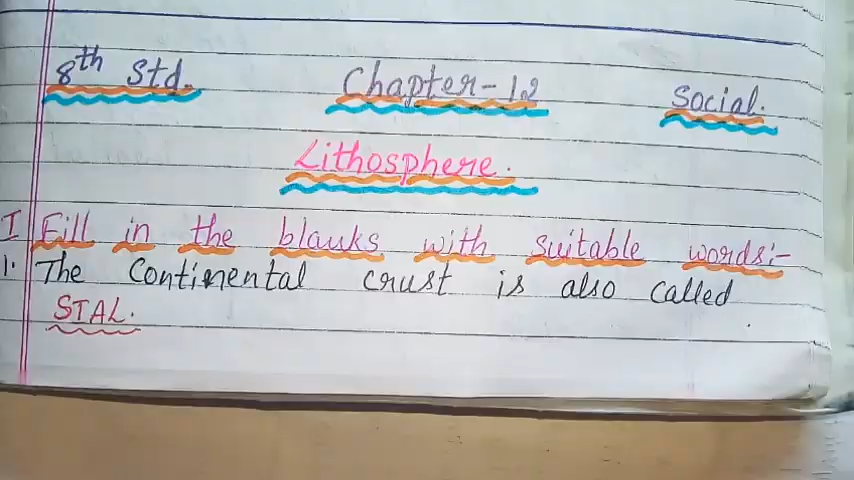 8th Std. Chapter-12 Social.
Lithosphere.
I Fill in the blanks with suitable words:-
1. The Continental crust is also called
STAL.